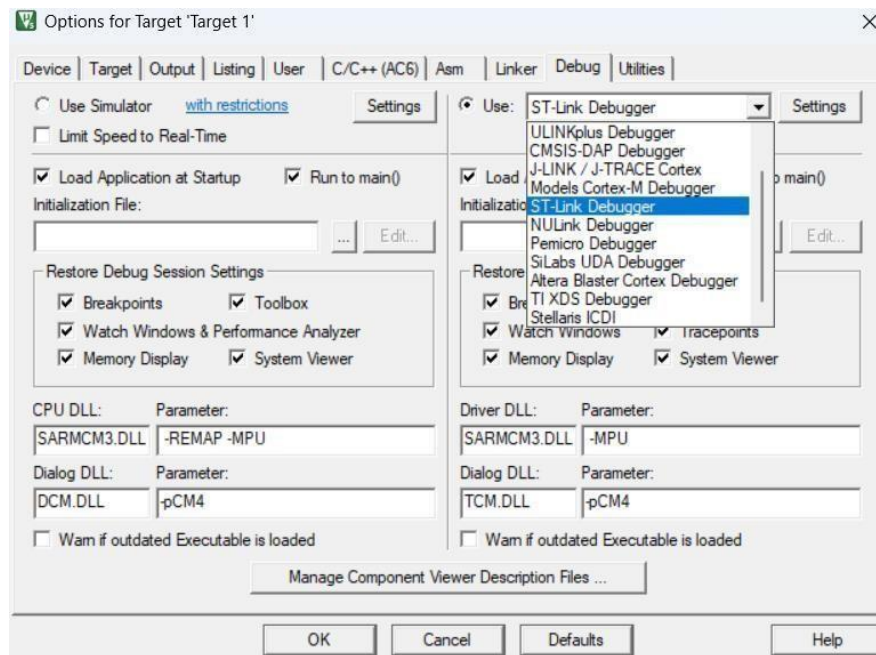 Options for Target 'Target 1'
Device Target Output Listing User C/C++ (AC6) Asm Linker Debug Utilities
Use Simulator with restrictions Settings
Limit Speed to Real-Time
Load Application at Startup Run to main()
Initialization File:
... Edit...
Restore Debug Session Settings
Breakpoints Toolbox
Watch Windows & Performance Analyzer
Memory Display System Viewer
CPU DLL: Parameter:
SARMCM3.DLL -REMAP -MPU
Dialog DLL: Parameter:
DCM.DLL -pCM4
Warn if outdated Executable is loaded
Use: ST-Link Debugger Settings
ULINKplus Debugger
CMSIS-DAP Debugger
J-LINK / J-TRACE Cortex
Models Cortex-M Debugger
ST-Link Debugger
NULink Debugger
Pemicro Debugger
SiLabs UDA Debugger
Altera Blaster Cortex Debugger
TI XDS Debugger
Stellaris ICDI
Load main()
Edit...
Restore
Watch Windows Tracepoints
Memory Display System Viewer
Driver DLL: Parameter:
SARMCM3.DLL -MPU
Dialog DLL: Parameter:
TCM.DLL -pCM4
Warn if outdated Executable is loaded
Manage Component Viewer Description Files ...
OK Cancel Defaults Help